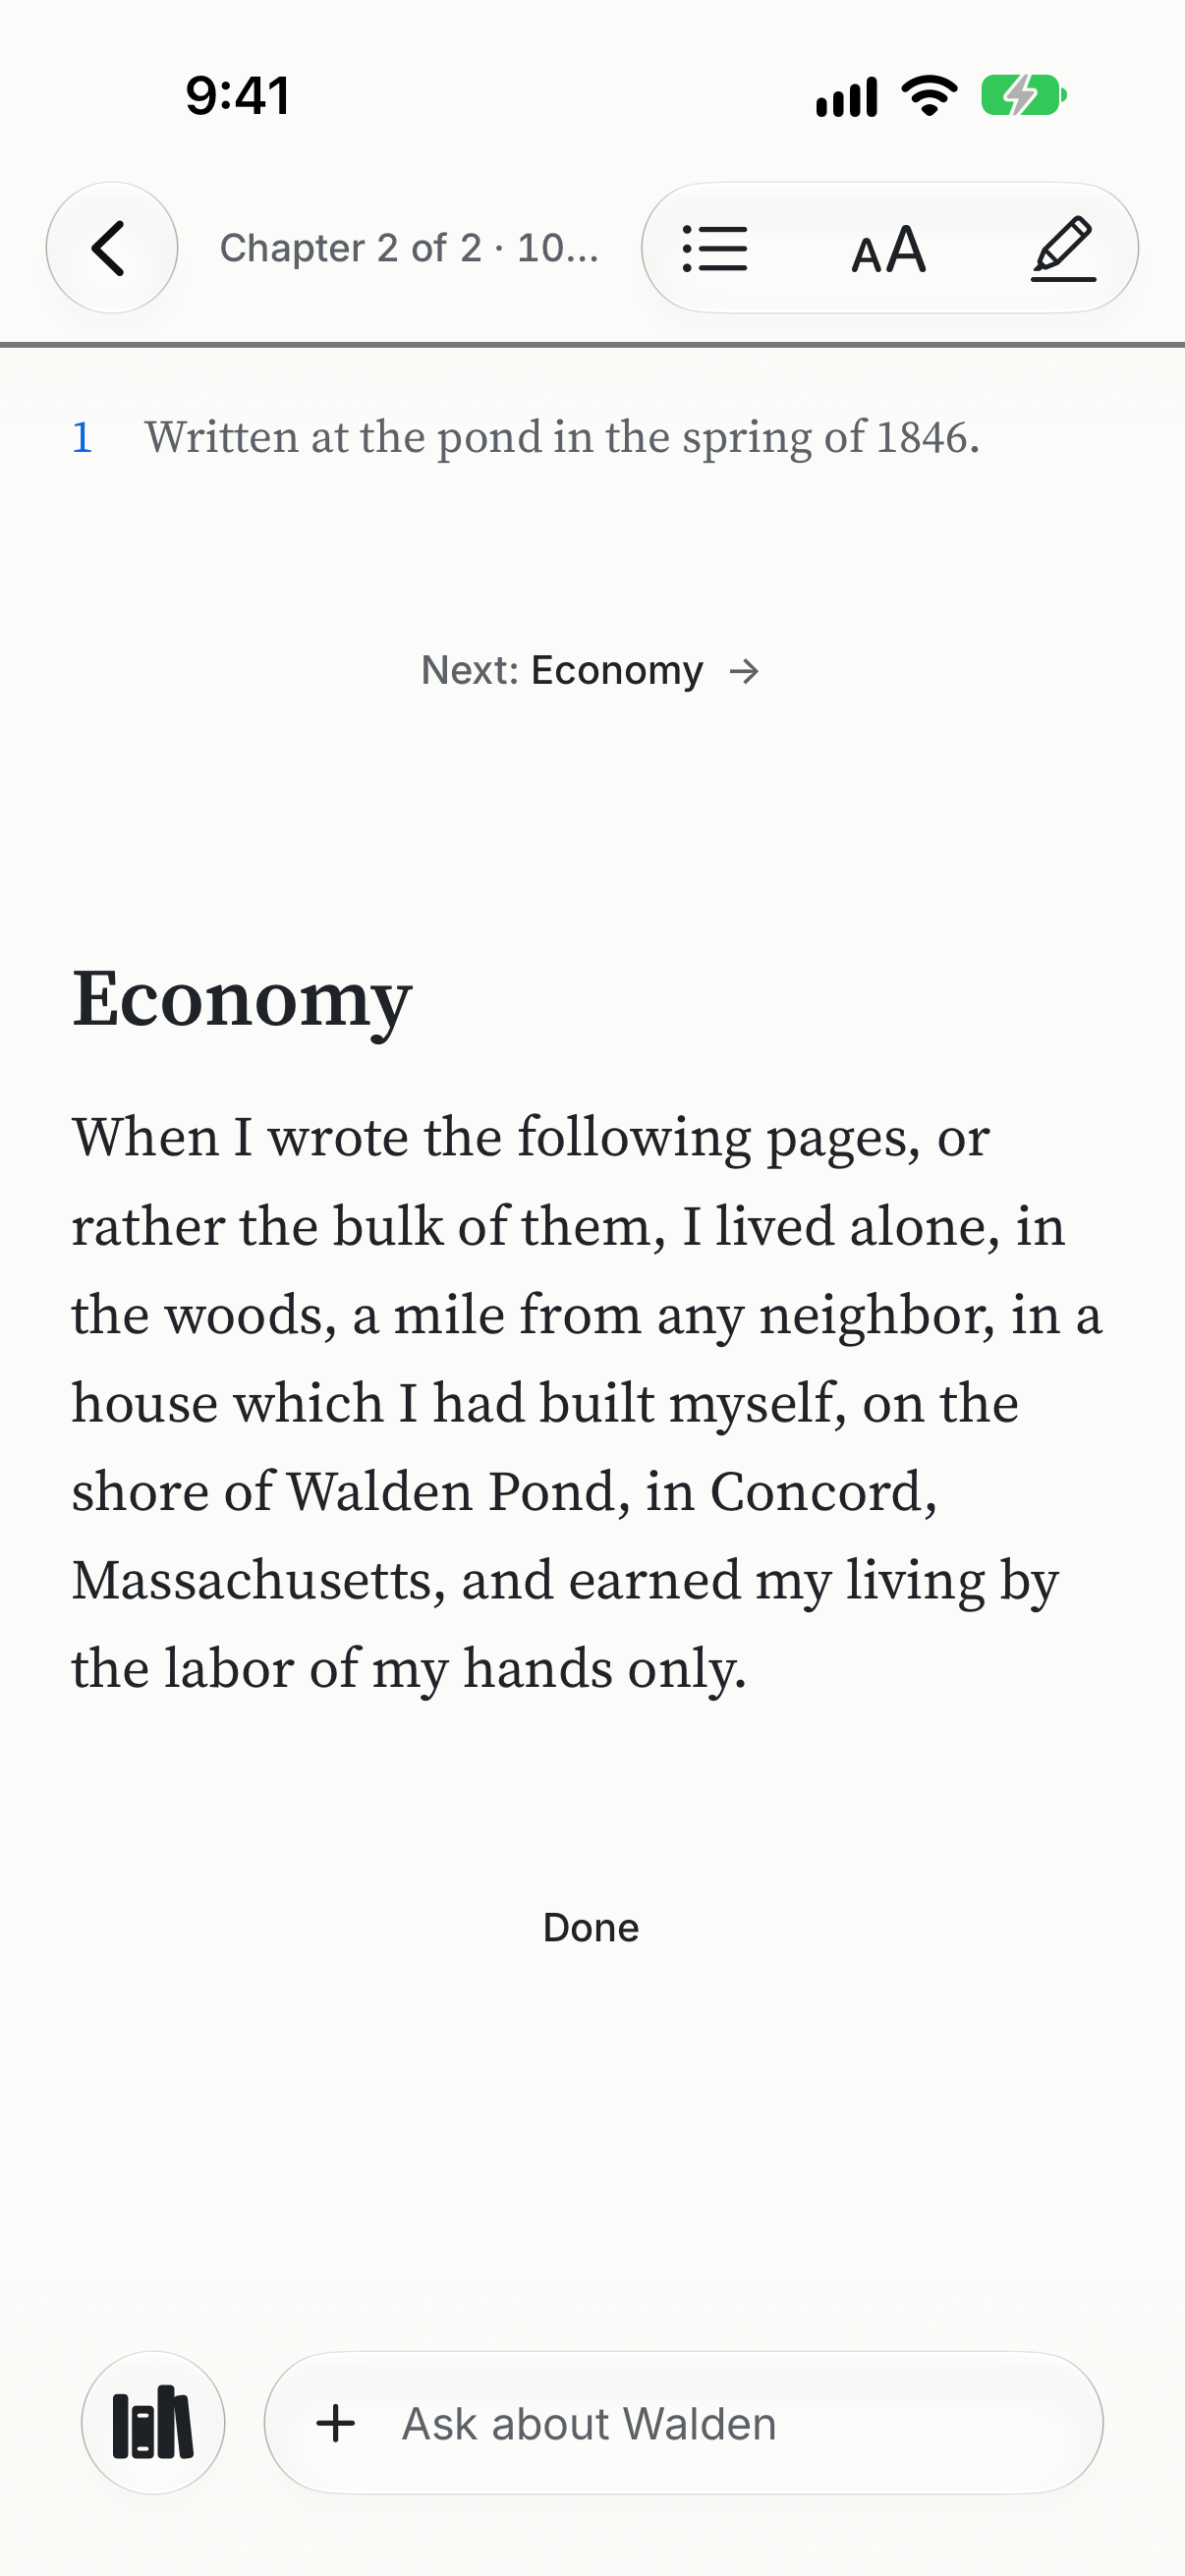 9:41
Chapter 2 of 2 · 10...
AA
1 Written at the pond in the spring of 1846.
Next: Economy →
Economy
When I wrote the following pages, or
rather the bulk of them, I lived alone, in
the woods, a mile from any neighbor, in a
house which I had built myself, on the
shore of Walden Pond, in Concord,
Massachusetts, and earned my living by
the labor of my hands only.
Done
+ Ask about Walden